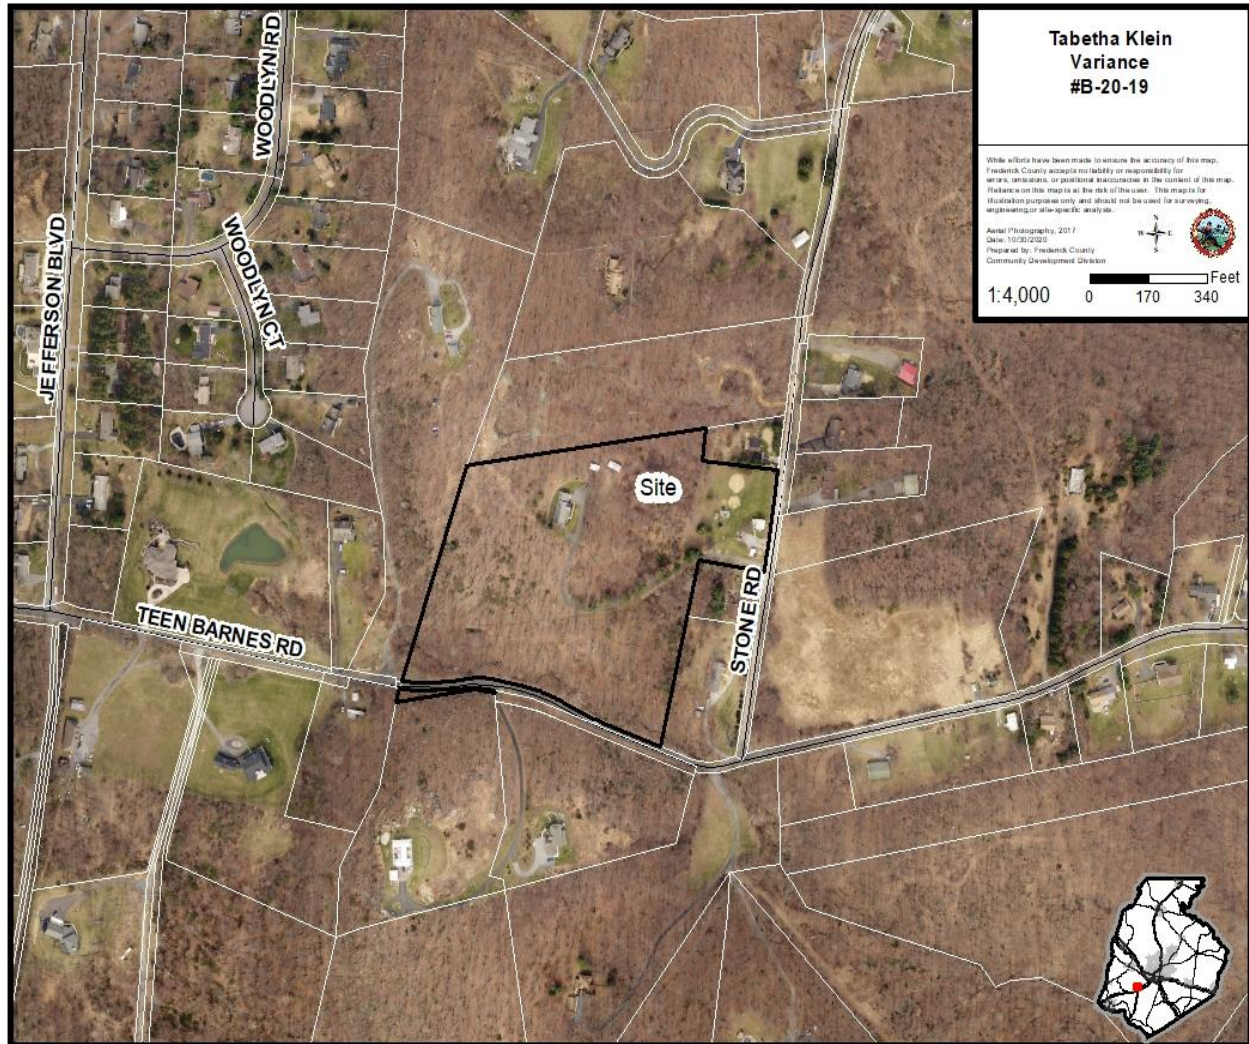 Tabetha Klein
Variance
#B-20-19
While efforts have been made to ensure the accuracy of this map,
Frederick County accepts no liability or responsibility for
errors, omissions, or positional inaccuracies in the content of this map.
Reliance on this map is at the risk of the user. This map is for
illustration purposes only and should not be used for surveying,
engineering, or site-specific analysis.
Aerial Photography, 2017
Date: 10/30/2020
Prepared by: Frederick County
Community Development Division
N
W E
S
1:4,000
Feet
0 170 340
WOODLYN RD
JEFFERSON BLVD
WOODLYN CT
Site
STONE RD
TEEN BARNES RD